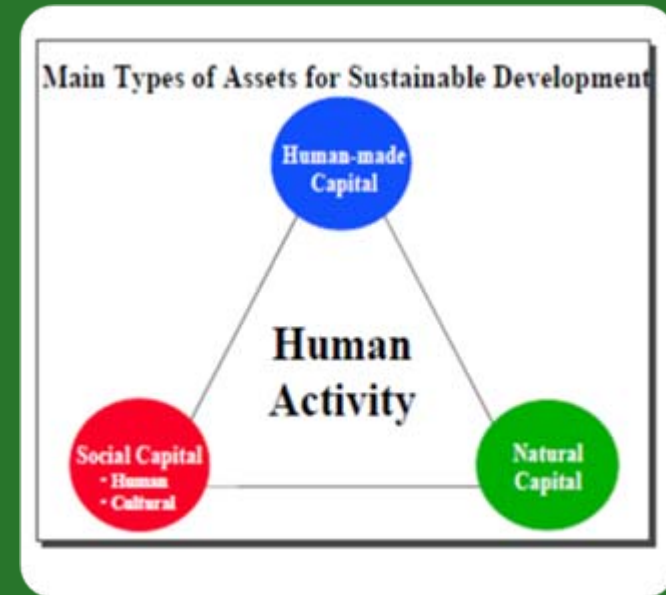 Main Types of Assets for Sustainable Development
Human-made
Capital
Human
Activity
Social Capital
• Human
• Cultural
Natural
Capital